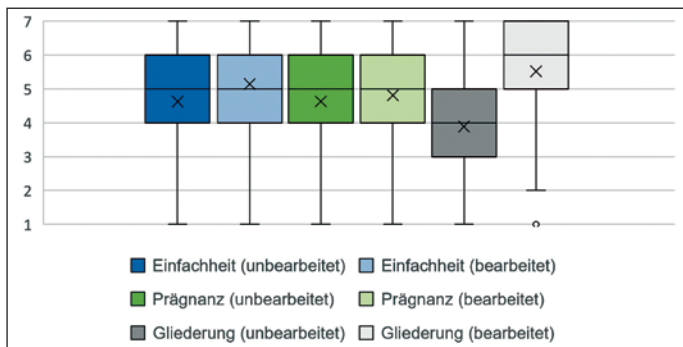 7
6
5
4
3
2
1
Einfachheit (unbearbeitet) Einfachheit (bearbeitet)
Prägnanz (unbearbeitet) Prägnanz (bearbeitet)
Gliederung (unbearbeitet) Gliederung (bearbeitet)